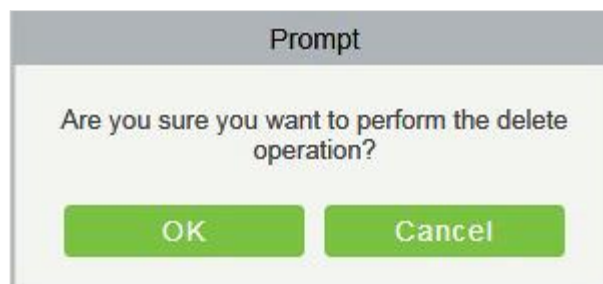 Prompt
Are you sure you want to perform the delete
operation?
OK
Cancel